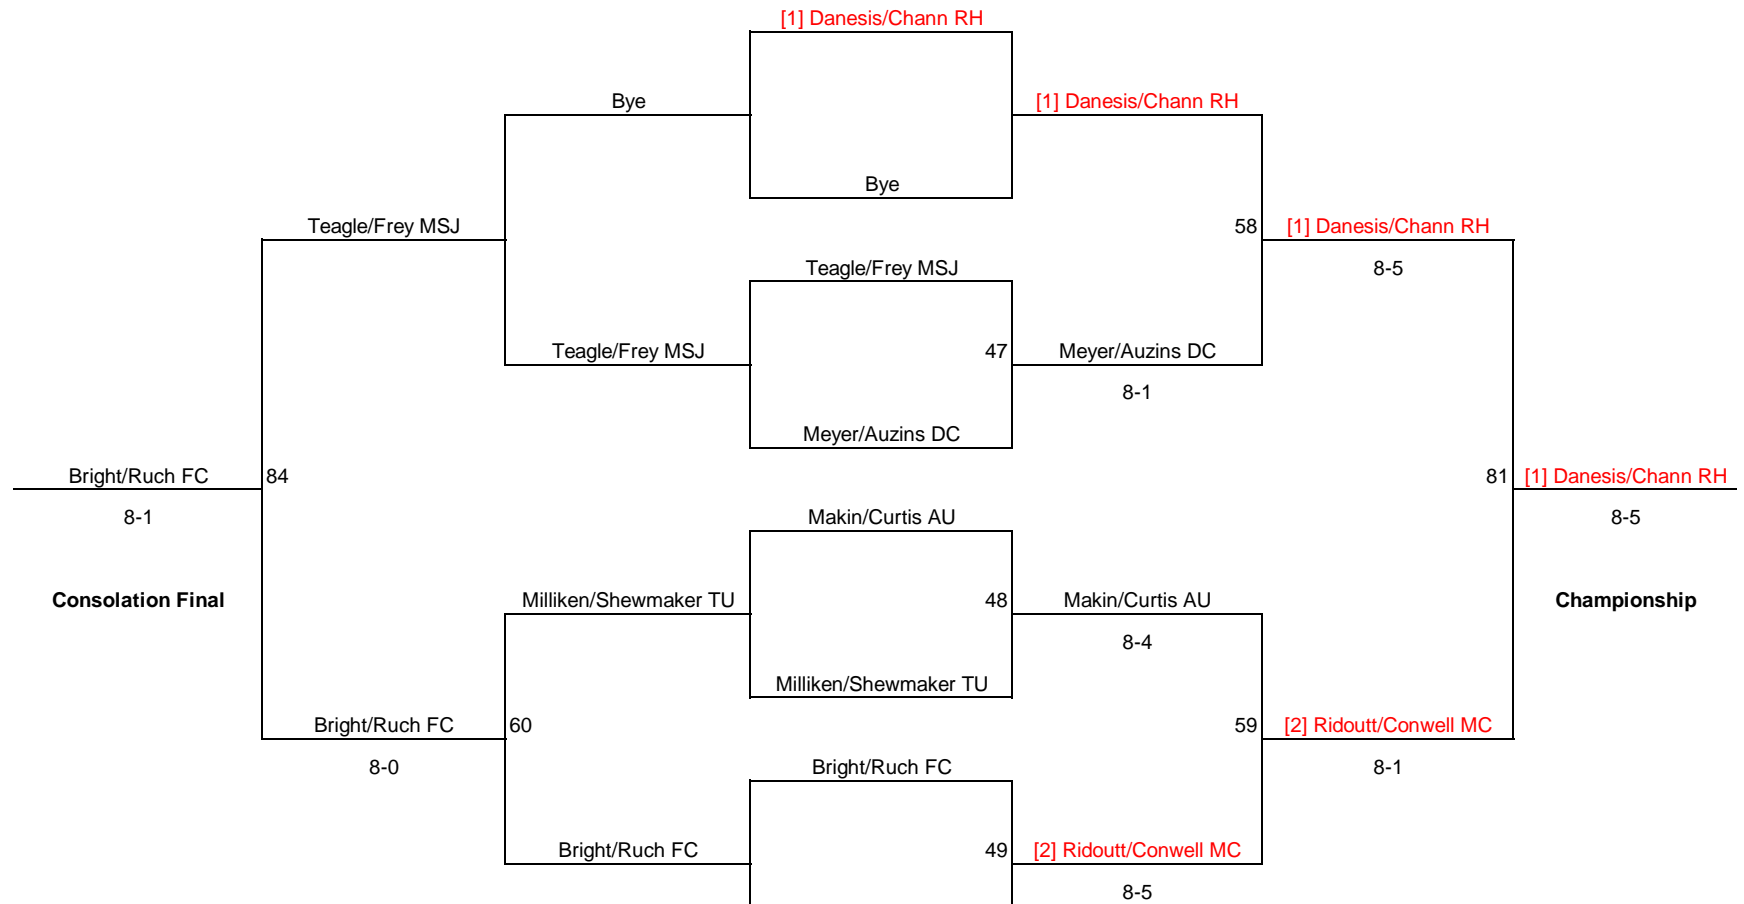 [1] Danesis/Chann RH
Bye
[1] Danesis/Chann RH
Bye
Teagle/Frey MSJ
58
[1] Danesis/Chann RH
Teagle/Frey MSJ
8-5
Teagle/Frey MSJ
47
Meyer/Auzins DC
8-1
Meyer/Auzins DC
Bright/Ruch FC
84
81
[1] Danesis/Chann RH
8-1
Makin/Curtis AU
8-5
Consolation Final
Milliken/Shewmaker TU
48
Makin/Curtis AU
Championship
8-4
Milliken/Shewmaker TU
Bright/Ruch FC
60
59
[2] Ridoutt/Conwell MC
8-0
Bright/Ruch FC
8-1
Bright/Ruch FC
49
[2] Ridoutt/Conwell MC
8-5